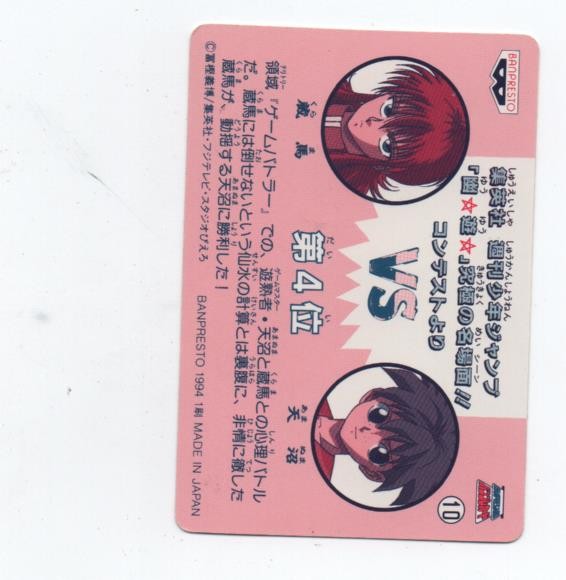 BANPRESTO
集英社 週刊少年ジャンプ
「幽☆遊☆」究極の名場面!!
コンテストより
蔵馬
VS
天沼
第4位
領域『ゲームバトラー』での、遊熟者・天沼と蔵馬との心理バトル
だ。蔵馬には倒せないという仙水の計算とは裏腹に、非情に徹した
蔵馬が、動揺する天沼に勝利した!
©冨樫義博/集英社・フジテレビ・スタジオぴえろ
BANPRESTO 1994 1刷 MADE IN JAPAN
10